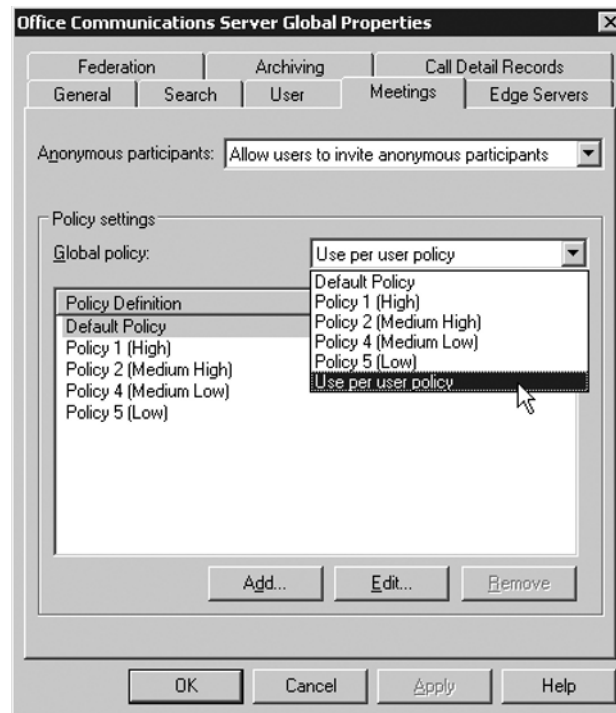 Office Communications Server Global Properties
Federation Archiving Call Detail Records
General Search User Meetings Edge Servers
Anonymous participants: Allow users to invite anonymous participants
Policy settings
Global policy: Use per user policy
Default Policy
Policy 1 (High)
Policy 2 (Medium High)
Policy 4 (Medium Low)
Policy 5 (Low)
Use per user policy
Policy Definition
Default Policy
Policy 1 (High)
Policy 2 (Medium High)
Policy 4 (Medium Low)
Policy 5 (Low)
Add... Edit... Remove
OK Cancel Apply Help